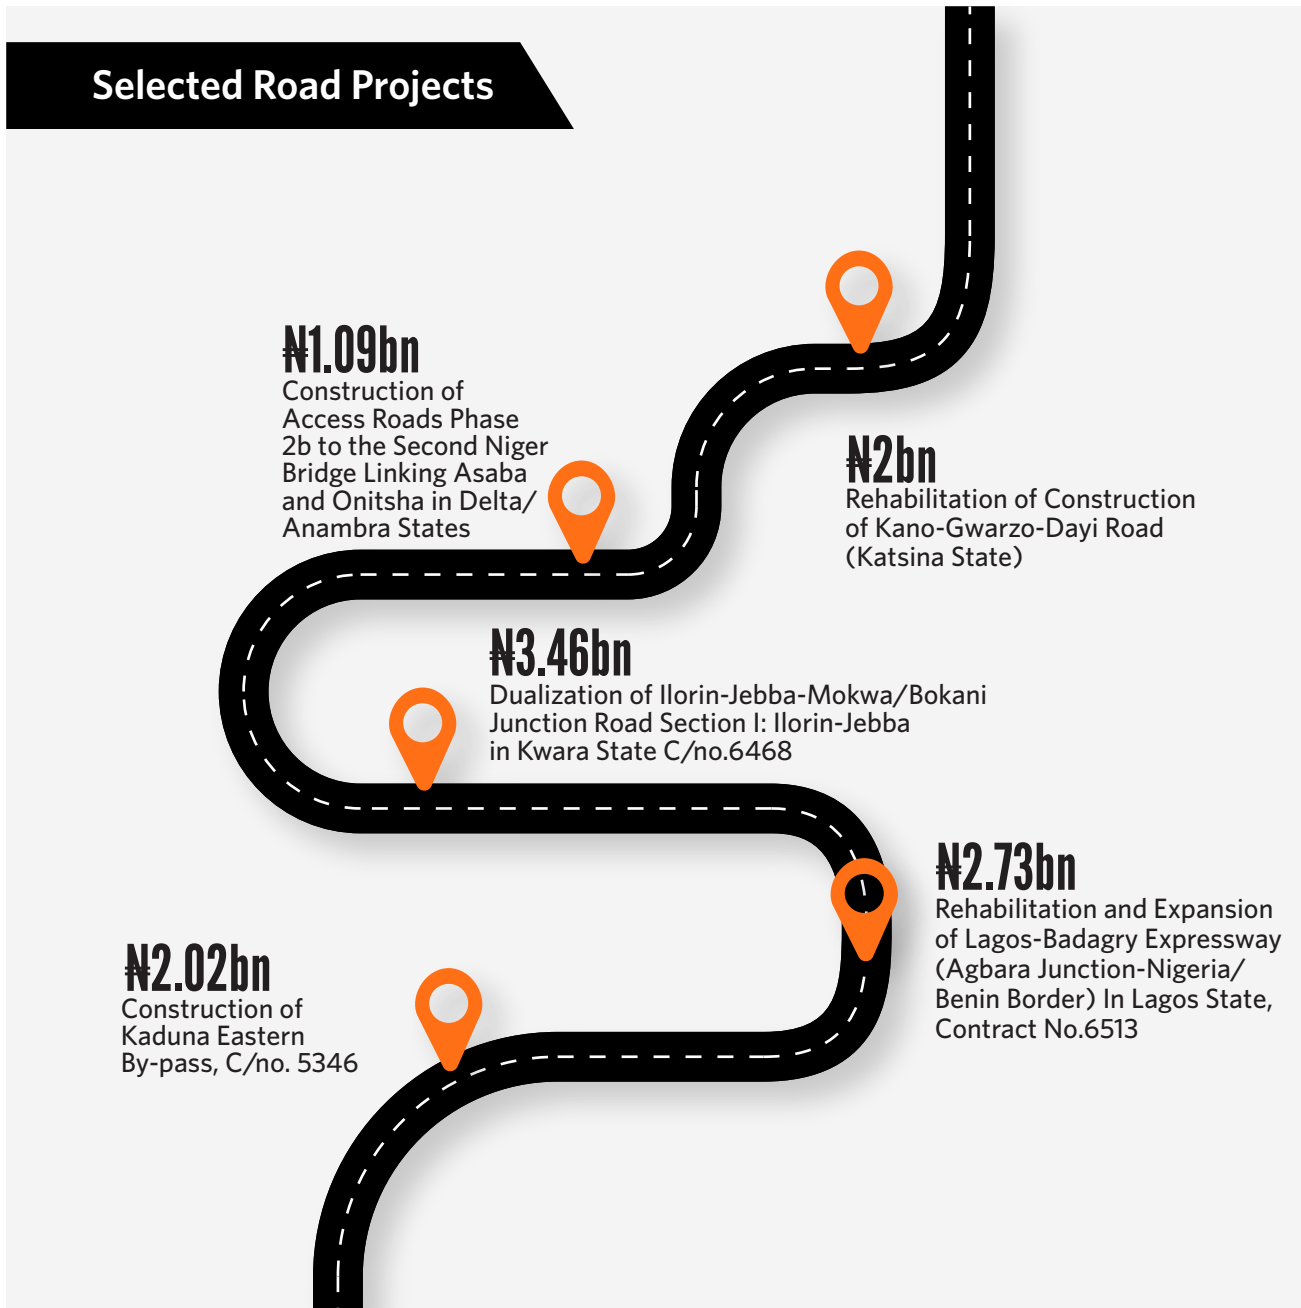 Selected Road Projects
₦1.09bn
Construction of
Access Roads Phase
2b to the Second Niger
Bridge Linking Asaba
and Onitsha in Delta/
Anambra States
₦2bn
Rehabilitation of Construction
of Kano-Gwarzo-Dayi Road
(Katsina State)
₦3.46bn
Dualization of Ilorin-Jebba-Mokwa/Bokani
Junction Road Section I: Ilorin-Jebba
in Kwara State C/no.6468
₦2.73bn
Rehabilitation and Expansion
of Lagos-Badagry Expressway
(Agbara Junction-Nigeria/
Benin Border) In Lagos State,
Contract No.6513
₦2.02bn
Construction of
Kaduna Eastern
By-pass, C/no. 5346